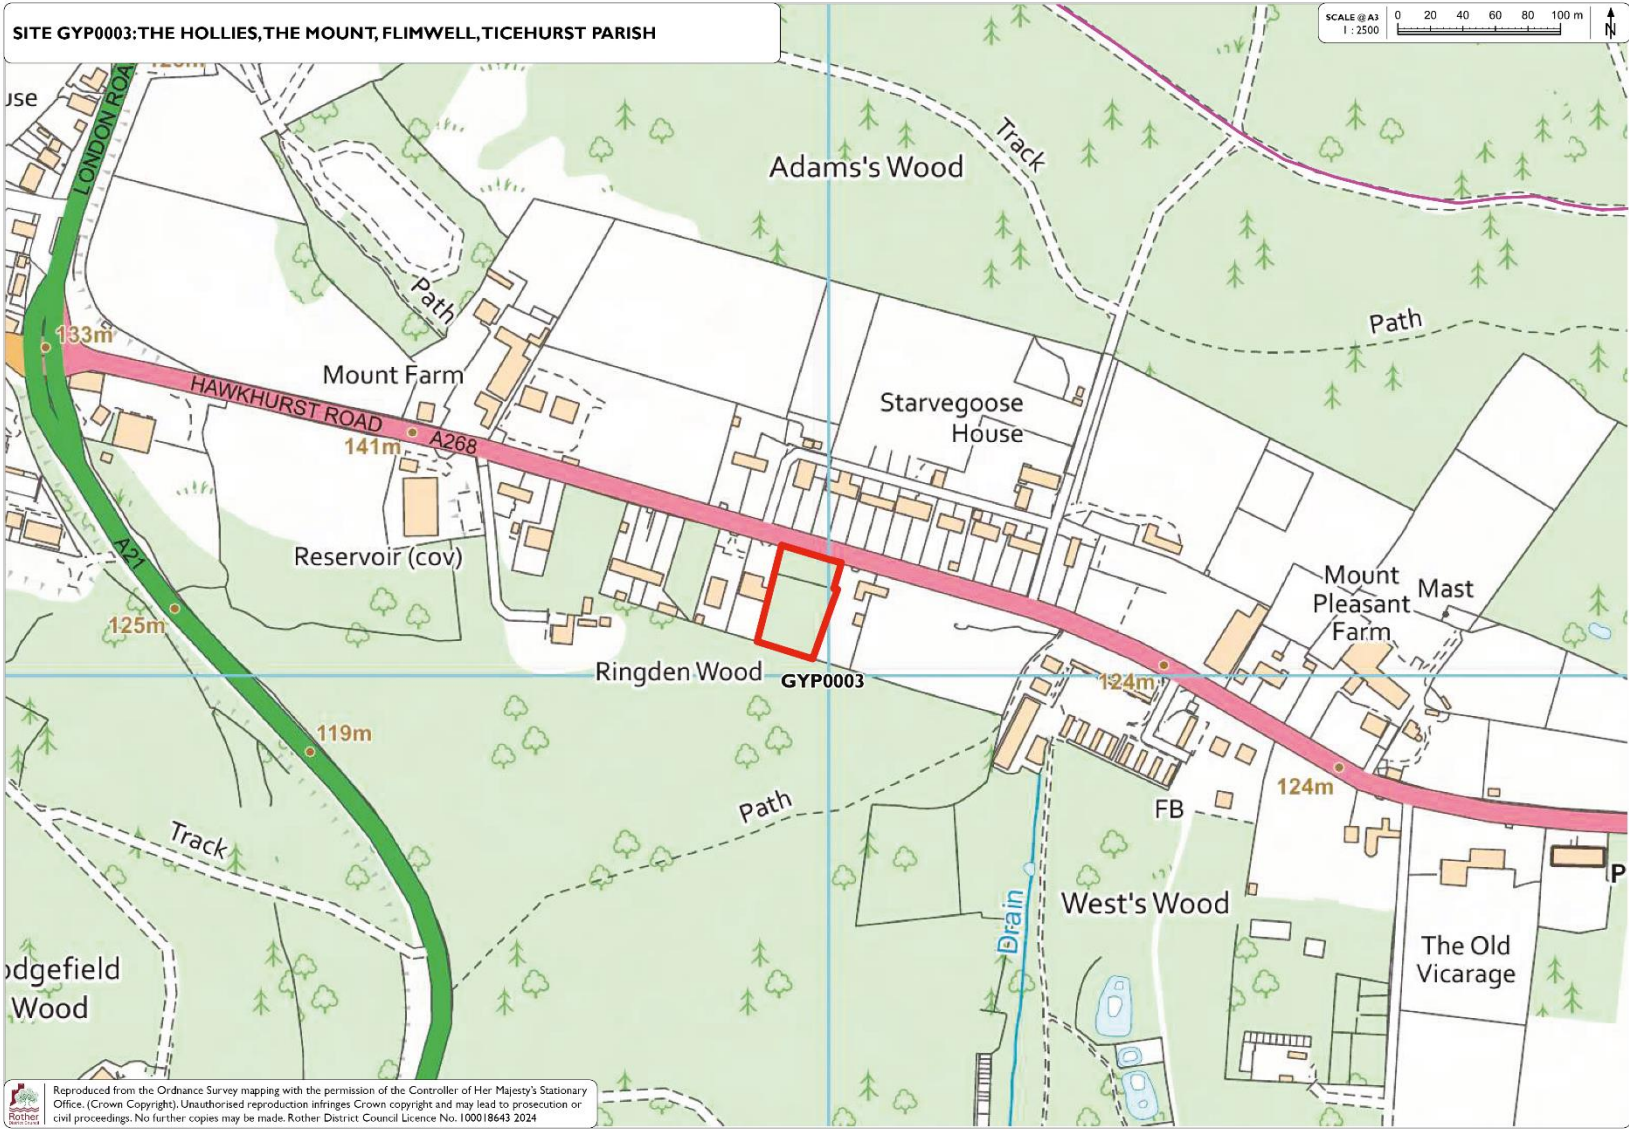 SITE GYP0003:THE HOLLIES,THE MOUNT, FLIMWELL,TICEHURST PARISH
SCALE @ A3
1 : 2500
0 20 40 60 80 100 m
N
LONDON ROA
Adams's Wood
Track
Path
Path
133m
HAWKHURST ROAD
A268
141m
Mount Farm
Starvegoose
House
Reservoir (cov)
A21
125m
Mount
Pleasant
Farm
Mast
Ringden Wood
GYP0003
124m
119m
124m
Path
FB
Track
West's Wood
Drain
P
The Old
Vicarage
odgefield
Wood
Rother
District Council
Reproduced from the Ordnance Survey mapping with the permission of the Controller of Her Majesty's Stationary
Office. (Crown Copyright). Unauthorised reproduction infringes Crown copyright and may lead to prosecution or
civil proceedings. No further copies may be made. Rother District Council Licence No. 100018643 2024